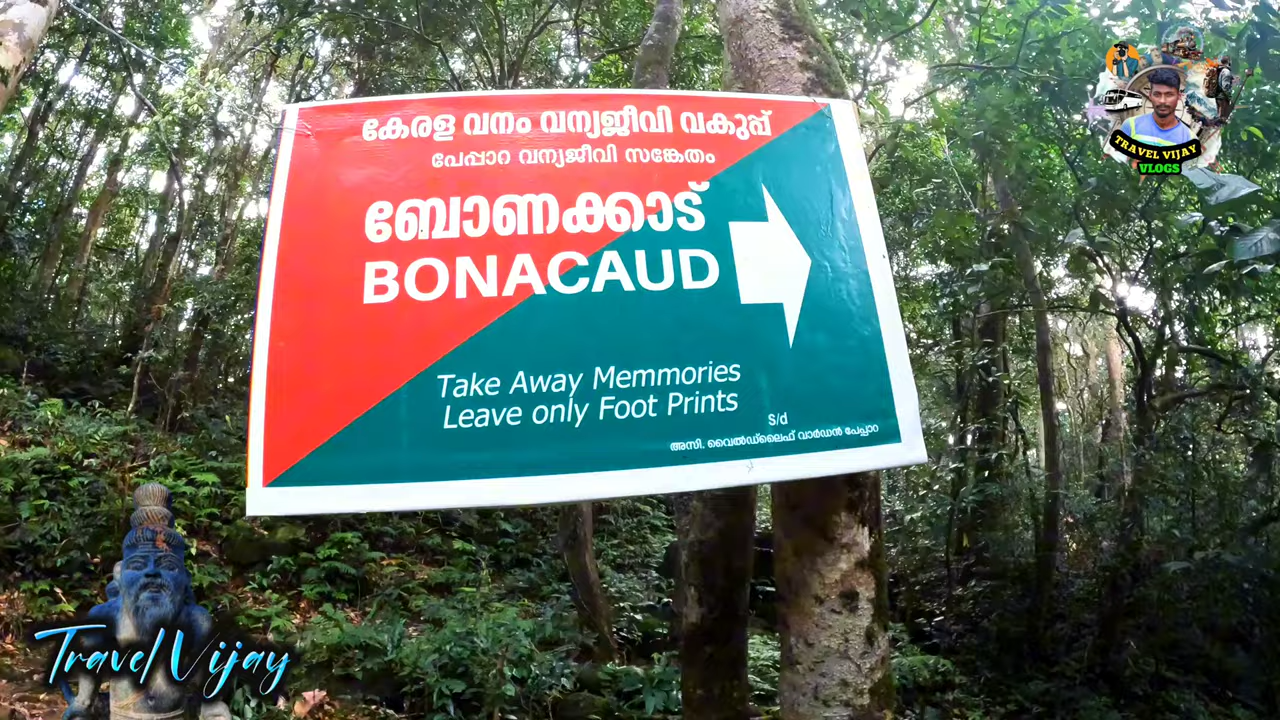 കേരള വനം വന്യജീവി വകുപ്പ്
പേപ്പാറ വന്യജീവി സങ്കേതം
ബോണക്കാട്
BONACAUD
Take Away Memmories
Leave only Foot Prints
S/d
അസി. വൈൽഡ്ലൈഫ് വാർഡൻ പേപ്പാറ
TRAVEL VIJAY
VLOGS
Travel Vijay